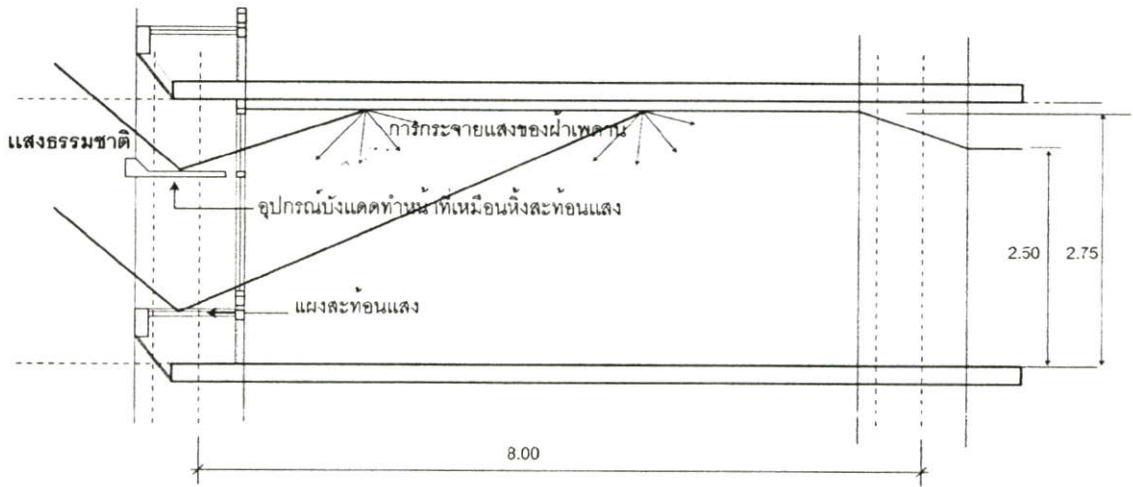 การกระจายแสงของฝ้าเพดาน
แสงธรรมชาติ
อุปกรณ์บังแดดทำหน้าที่เหมือนหิ้งสะท้อนแสง
2.50
2.75
แผงสะท้อนแสง
8.00